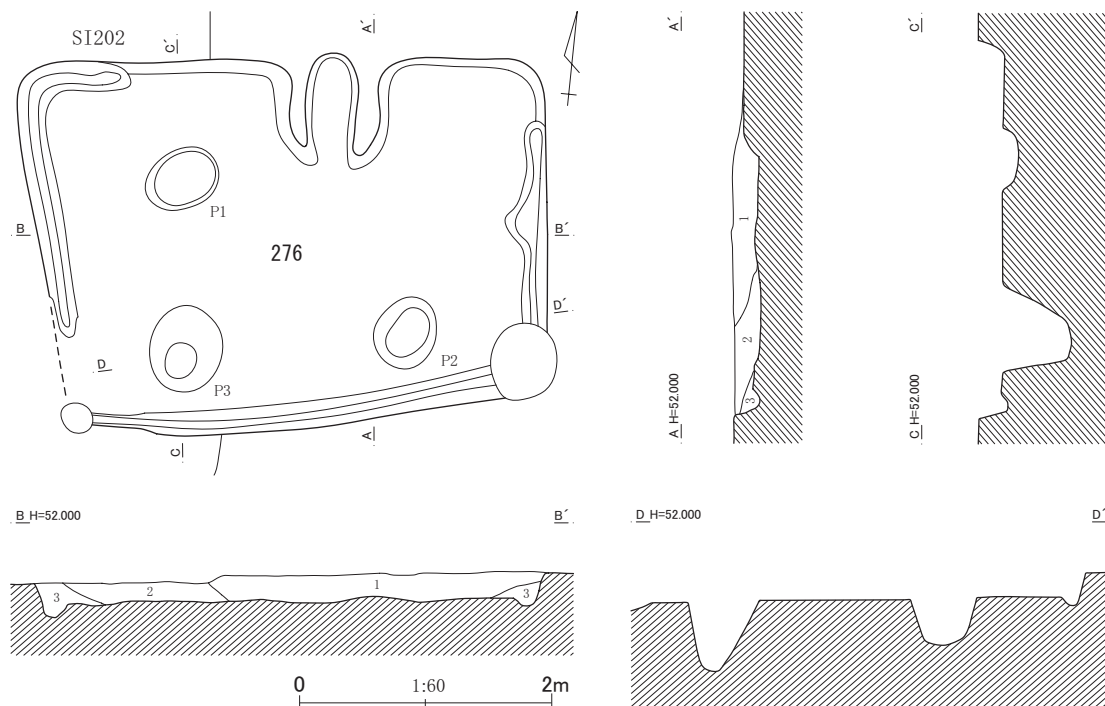 SI202
C´
A´
A´
C´
P1
B
B´
276
1
D´
D
P2
P3
2
3
C
A
A H=52.000
C H=52.000
B H=52.000
B´
D H=52.000
D´
3
2
1
3
0
1:60
2m